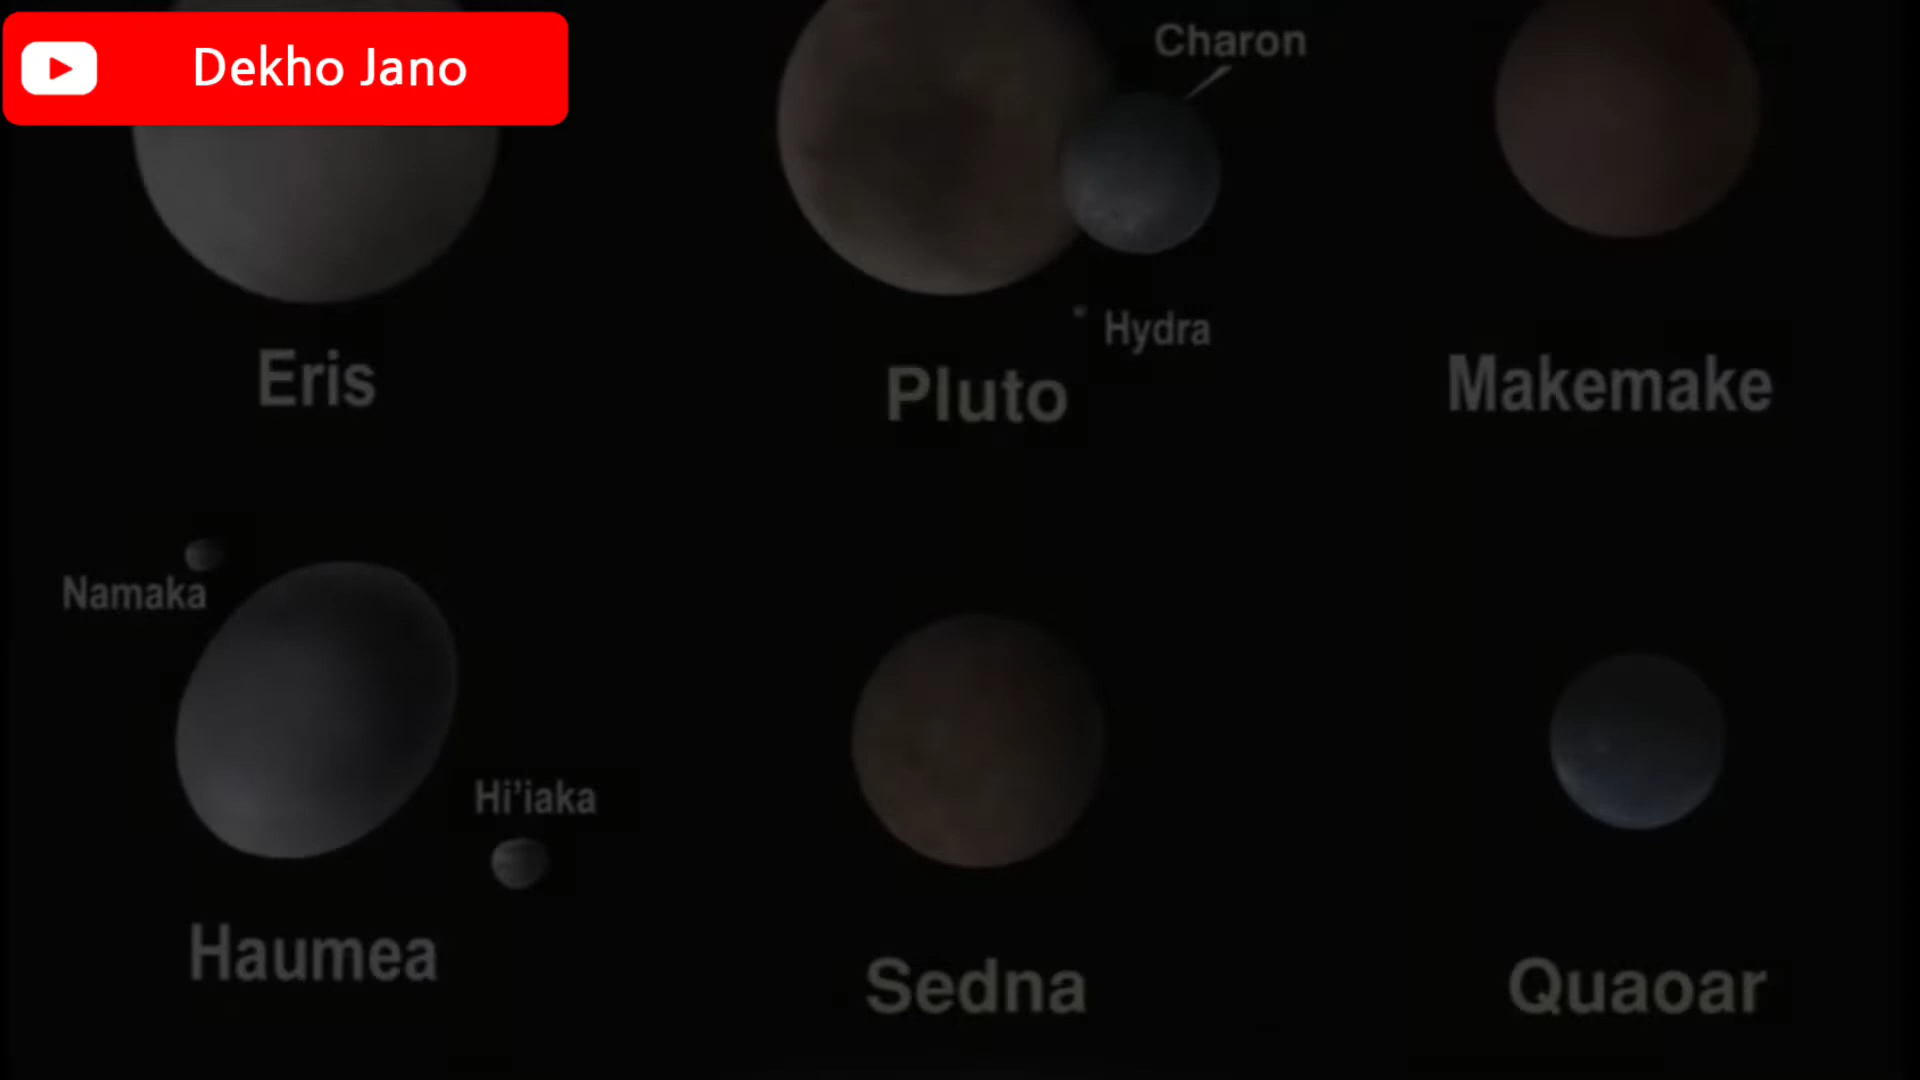 Dekho Jano
Charon
Hydra
Eris
Pluto
Makemake
Namaka
Hi'iaka
Haumea
Sedna
Quaoar